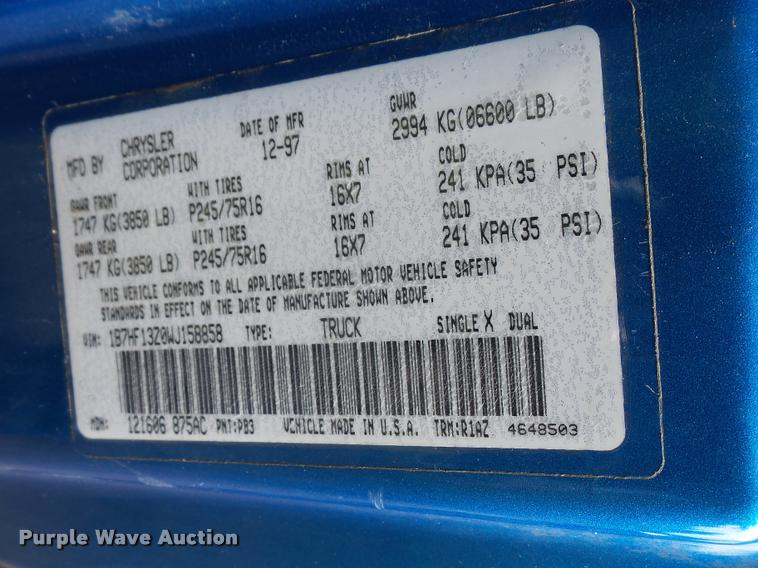 MFD BY CHRYSLER CORPORATION DATE OF MFR 12-97 GVWR 2994 KG(06600 LB)
GAWR FRONT WITH TIRES RIMS AT COLD
1747 KG(3850 LB) P245/75R16 16X7 241 KPA(35 PSI)
GAWR REAR WITH TIRES RIMS AT COLD
1747 KG(3850 LB) P245/75R16 16X7 241 KPA(35 PSI)
THIS VEHICLE CONFORMS TO ALL APPLICABLE FEDERAL MOTOR VEHICLE SAFETY
STANDARDS IN EFFECT ON THE DATE OF MANUFACTURE SHOWN ABOVE.
VIN: 1B7HF13Z0WJ158858 TYPE: TRUCK SINGLE X DUAL
MDH: 121606 875AC PNT:PB3 VEHICLE MADE IN U.S.A. TRM:R1AZ 4648503
Purple Wave Auction